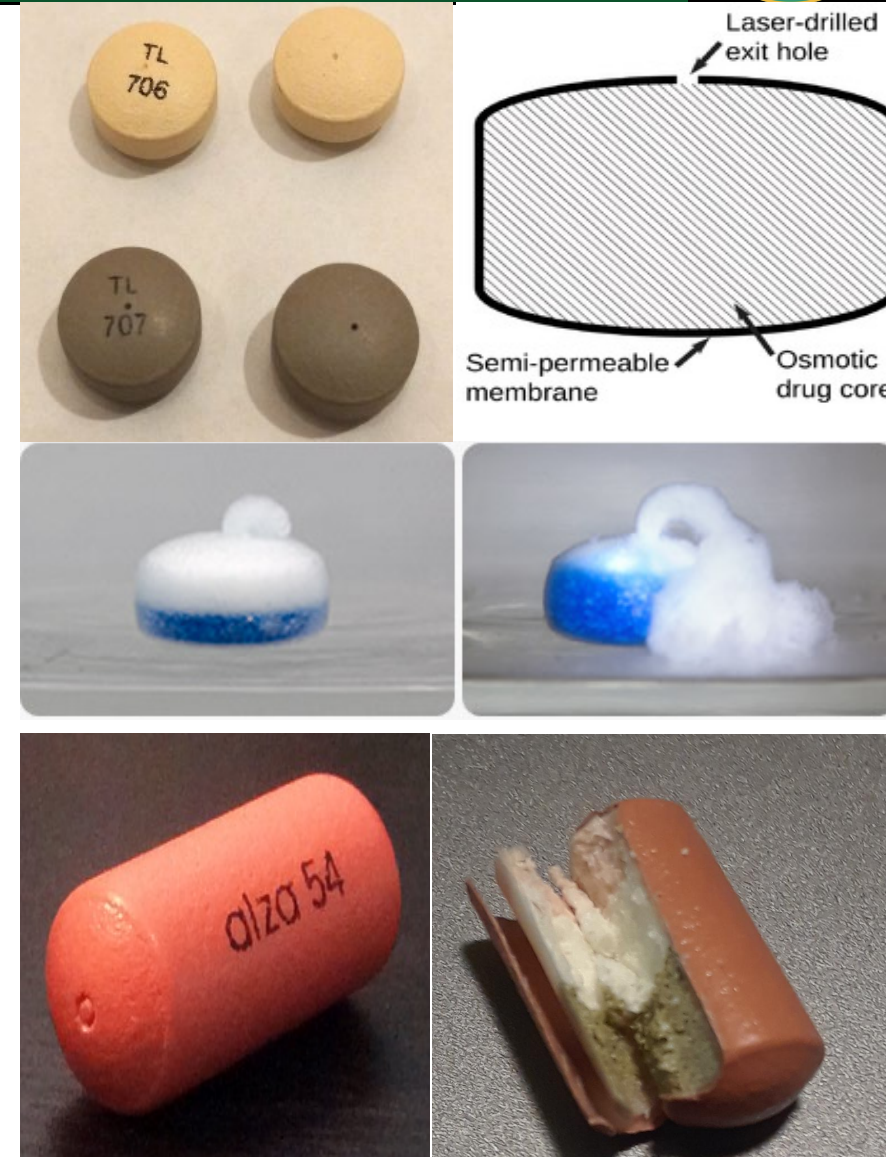 TL
706
Laser-drilled
exit hole
TL
707
Semi-permeable
membrane
Osmotic
drug core
alza 54